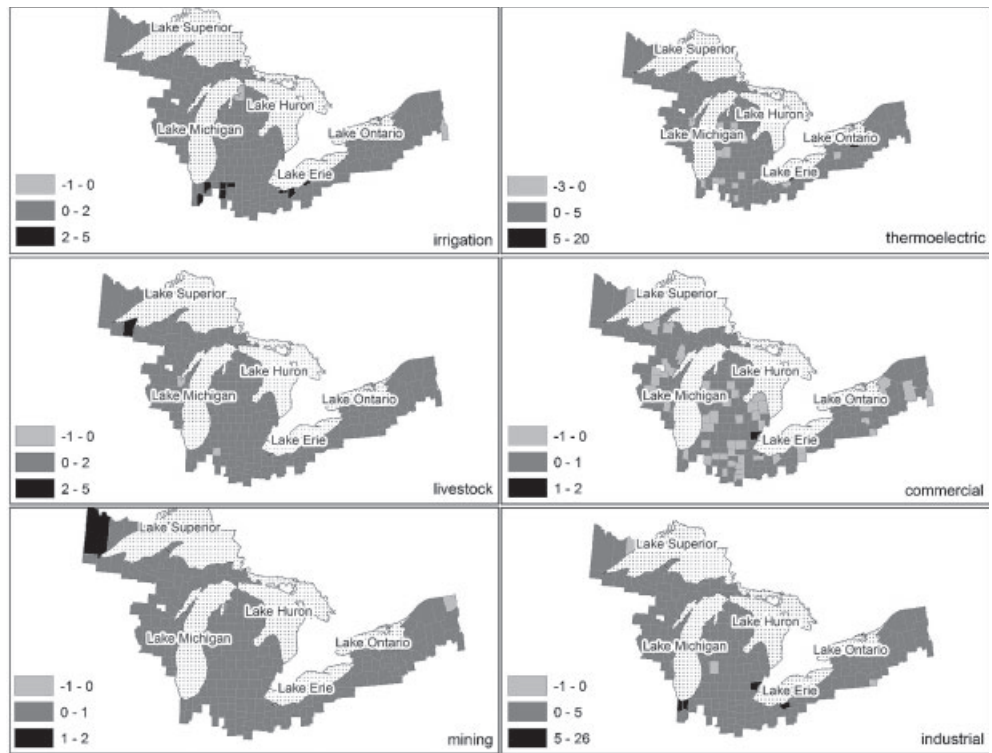 Lake Superior
Lake Huron
Lake Michigan
Lake Ontario
Lake Erie
-1 - 0
0 - 2
2 - 5
irrigation
Lake Superior
Lake Huron
Lake Michigan
Lake Ontario
Lake Erie
-3 - 0
0 - 5
5 - 20
thermoelectric
Lake Superior
Lake Huron
Lake Michigan
Lake Ontario
Lake Erie
-1 - 0
0 - 2
2 - 5
livestock
Lake Superior
Lake Huron
Lake Michigan
Lake Ontario
Lake Erie
-1 - 0
0 - 1
1 - 2
commercial
Lake Superior
Lake Huron
Lake Michigan
Lake Ontario
Lake Erie
-1 - 0
0 - 1
1 - 2
mining
Lake Superior
Lake Huron
Lake Michigan
Lake Ontario
Lake Erie
-1 - 0
0 - 5
5 - 26
industrial